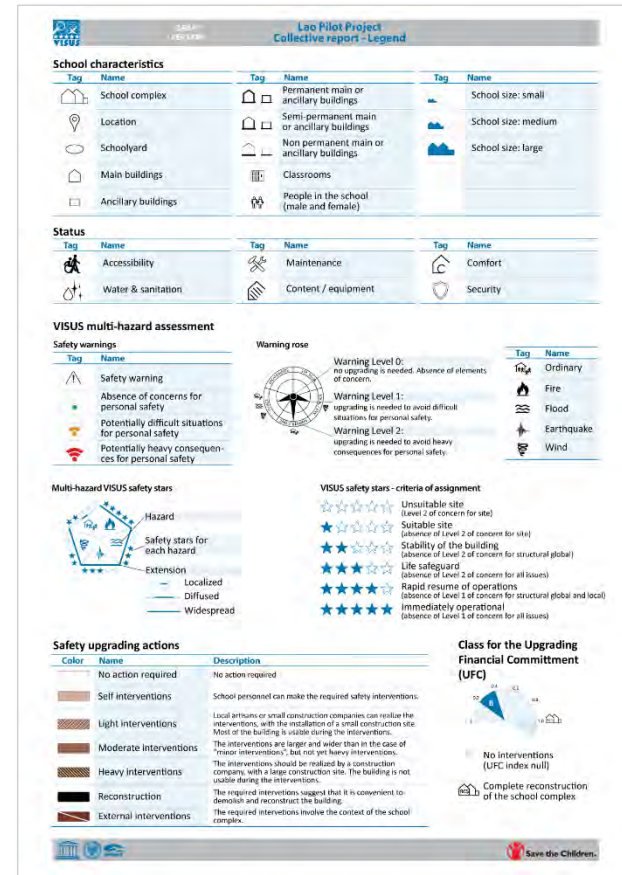 VISUS
Lao Pilot Project
Collective report - Legend
School characteristics
Tag Name Tag Name Tag Name
School complex
Permanent main or
ancillary buildings
School size: small
Location
Semi-permanent main
or ancillary buildings
School size: medium
Schoolyard
Non permanent main or
ancillary buildings
School size: large
Main buildings
Classrooms
Ancillary buildings
People in the school
(male and female)
Status
Tag Name Tag Name Tag Name
Accessibility Maintenance Comfort
Water & sanitation Content / equipment Security
VISUS multi-hazard assessment
Safety warnings
Tag Name
Safety warning
Absence of concerns for
personal safety
Potentially difficult situations
for personal safety
Potentially heavy consequen-
ces for personal safety
Warning rose
Warning Level 0:
no upgrading is needed. Absence of elements
of concern.
Warning Level 1:
upgrading is needed to avoid difficult
situations for personal safety.
Warning Level 2:
upgrading is needed to avoid heavy
consequences for personal safety.
Tag Name
Ordinary
Fire
Flood
Earthquake
Wind
Multi-hazard VISUS safety stars
Hazard
Safety stars for
each hazard
Extension
Localized
Diffused
Widespread
VISUS safety stars - criteria of assignment
Unsuitable site
(Level 2 of concern for site)
Suitable site
(absence of Level 2 of concern for site)
Stability of the building
(absence of Level 2 of concern for structural global)
Life safeguard
(absence of Level 2 of concern for all issues)
Rapid resume of operations
(absence of Level 1 of concern for structural global and local)
Immediately operational
(absence of Level 1 of concern for all issues)
Safety upgrading actions
Color Name Description
No action required No action required
Self interventions School personnel can make the required safety interventions.
Light interventions
Local artisans or small construction companies can realize the
interventions, with the installation of a small construction site.
Most of the building is usable during the interventions.
Moderate interventions
The interventions are larger and wider than in the case of
"minor interventions", but not yet heavy interventions.
Heavy interventions
The interventions should be realized by a construction
company, with a large construction site. The building is not
usable during the interventions.
Reconstruction
The required intervetions suggest that it is convenient to
demolish and reconstruct the building.
External interventions
The required intervetions involve the context of the school
complex.
Class for the Upgrading
Financial Committment
(UFC)
No interventions
(UFC index null)
Complete reconstruction
of the school complex
Save the Children.